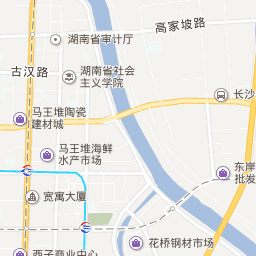 高家坡路
湖南省审计厅
古汉路
湖南省社会
主义学院
长沙
马王堆陶瓷
建材城
马王堆海鲜
水产市场
东岸
批发
宽寓大厦
花桥钢材市场
西子商业中心